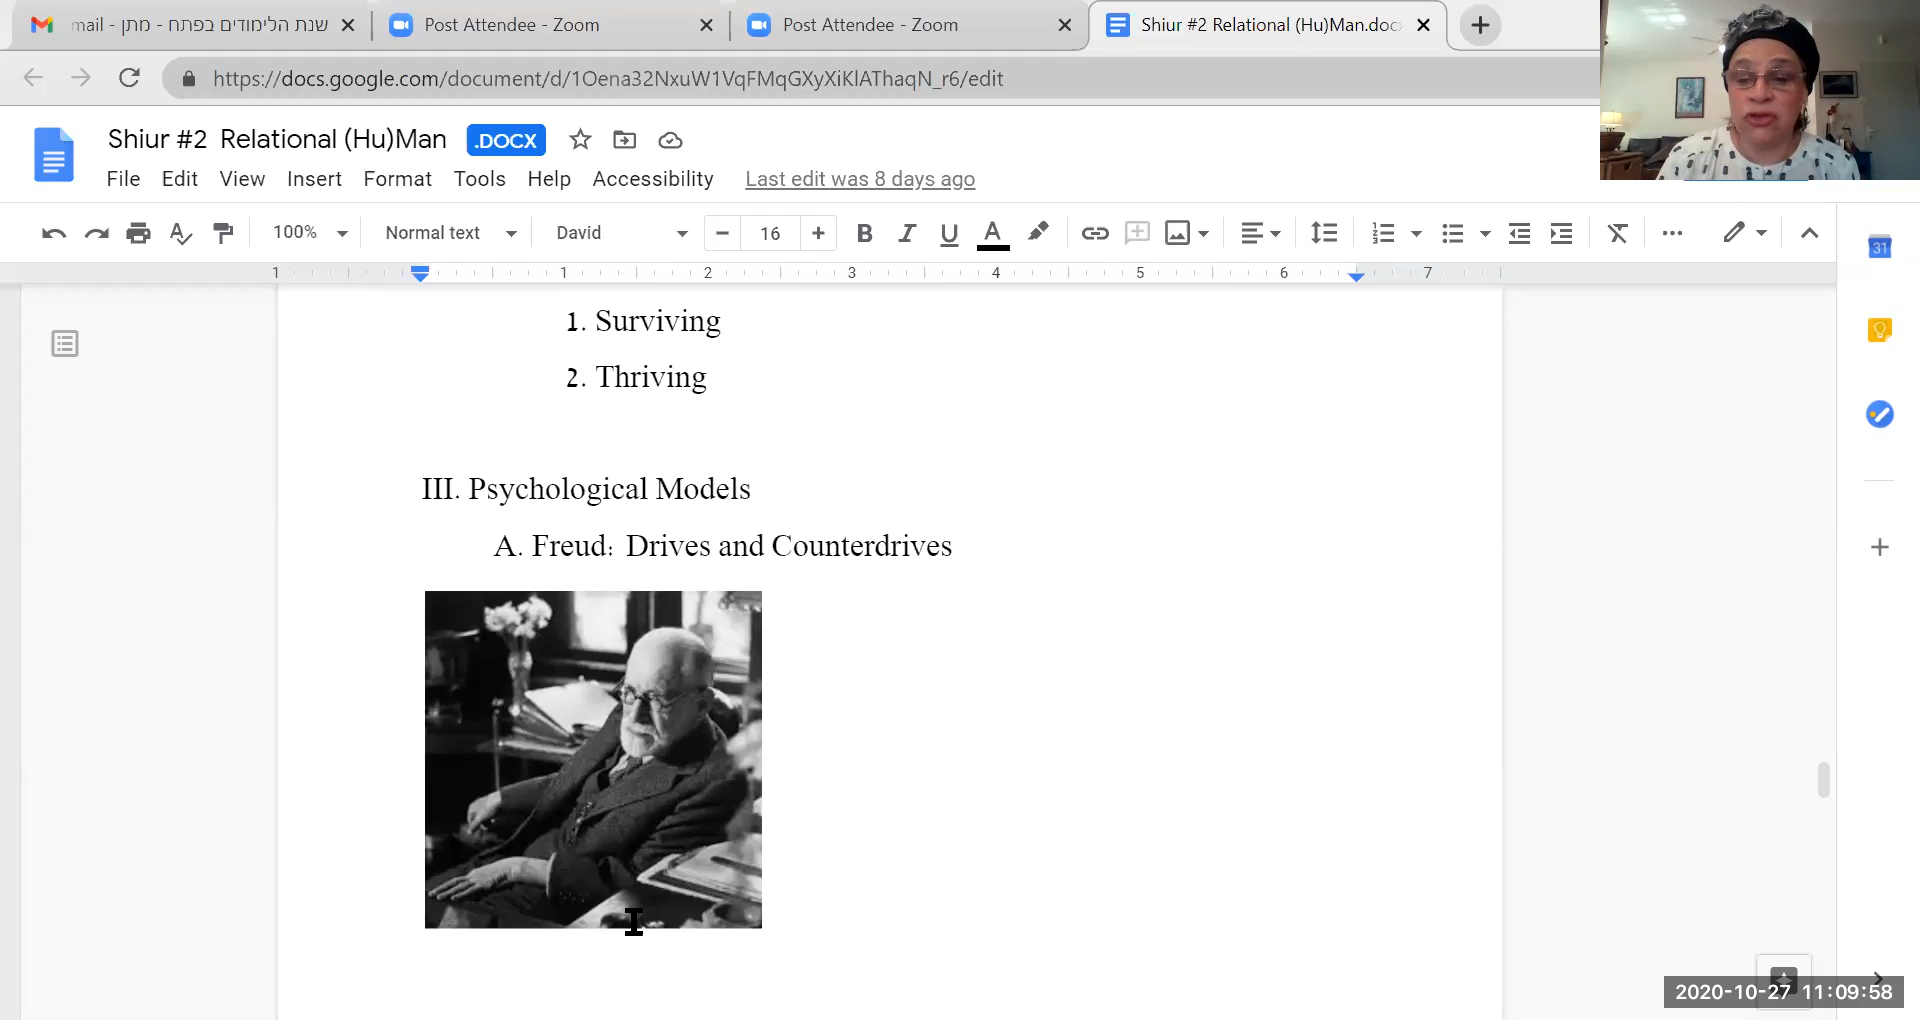 mail - שנת הלימודים בפתח - מתן
Post Attendee - Zoom
Post Attendee - Zoom
Shiur #2 Relational (Hu)Man.doc
https://docs.google.com/document/d/1Oena32NxuW1VqFMqGXyXiKlAThaqN_r6/edit
Shiur #2 Relational (Hu)Man .DOCX
File Edit View Insert Format Tools Help Accessibility Last edit was 8 days ago
100% Normal text David 16 B I U A
1 1 2 3 4 5 6 7
31
1. Surviving
2. Thriving
III. Psychological Models
A. Freud: Drives and Counterdrives
2020-10-27 11:09:58